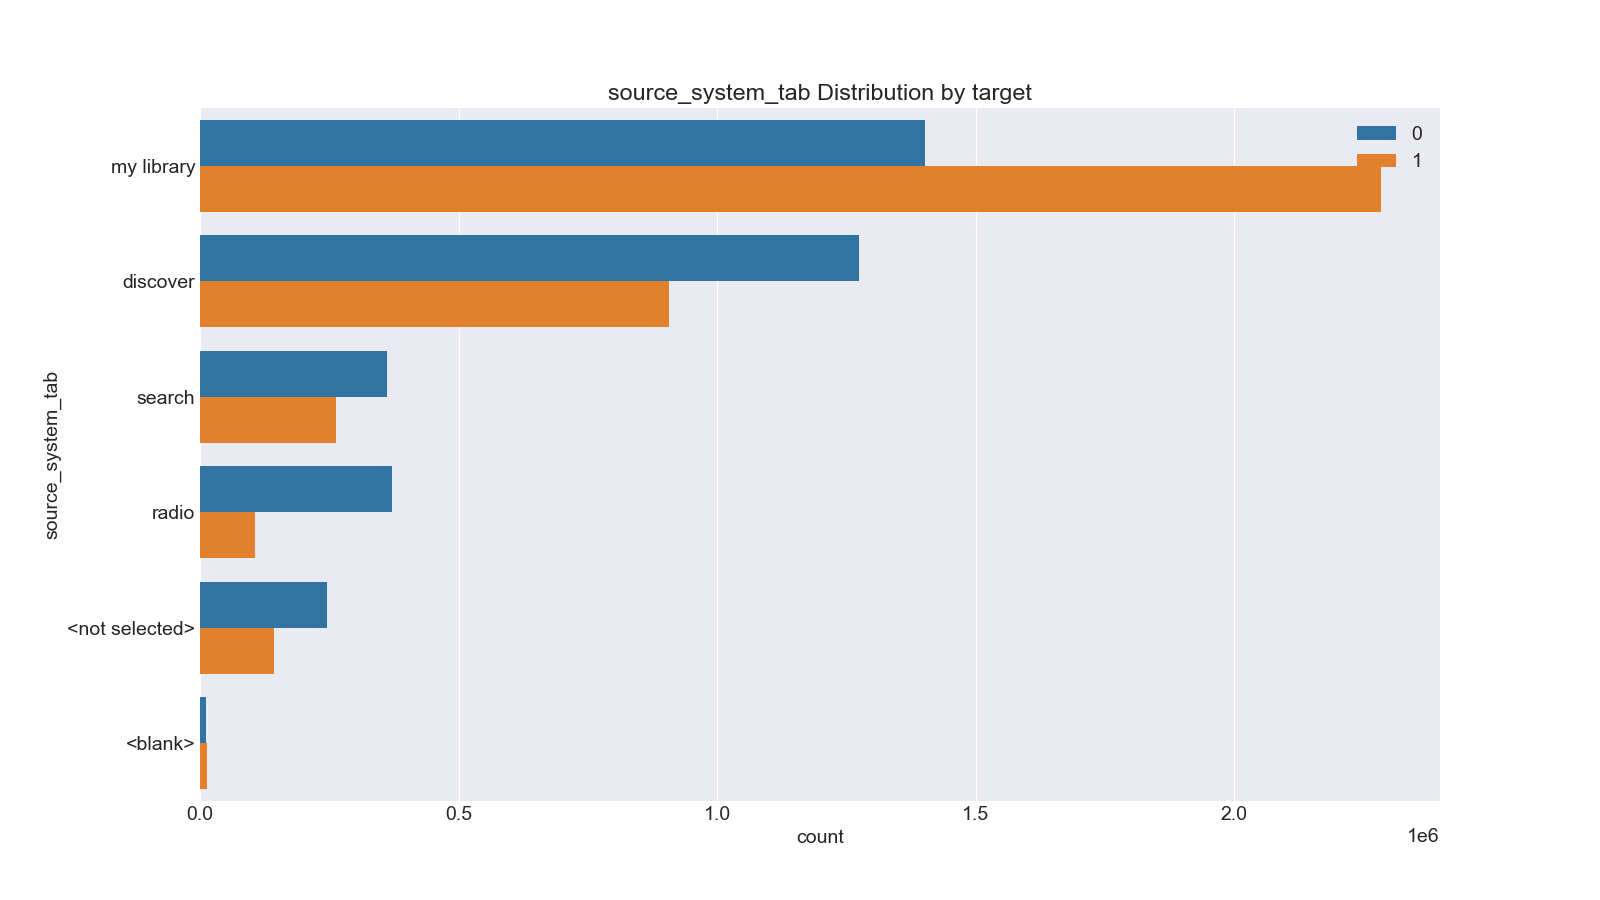 source_system_tab Distribution by target
0
1
my library
discover
search
radio
<not selected>
<blank>
source_system_tab
0.0 0.5 1.0 1.5 2.0
count
1e6